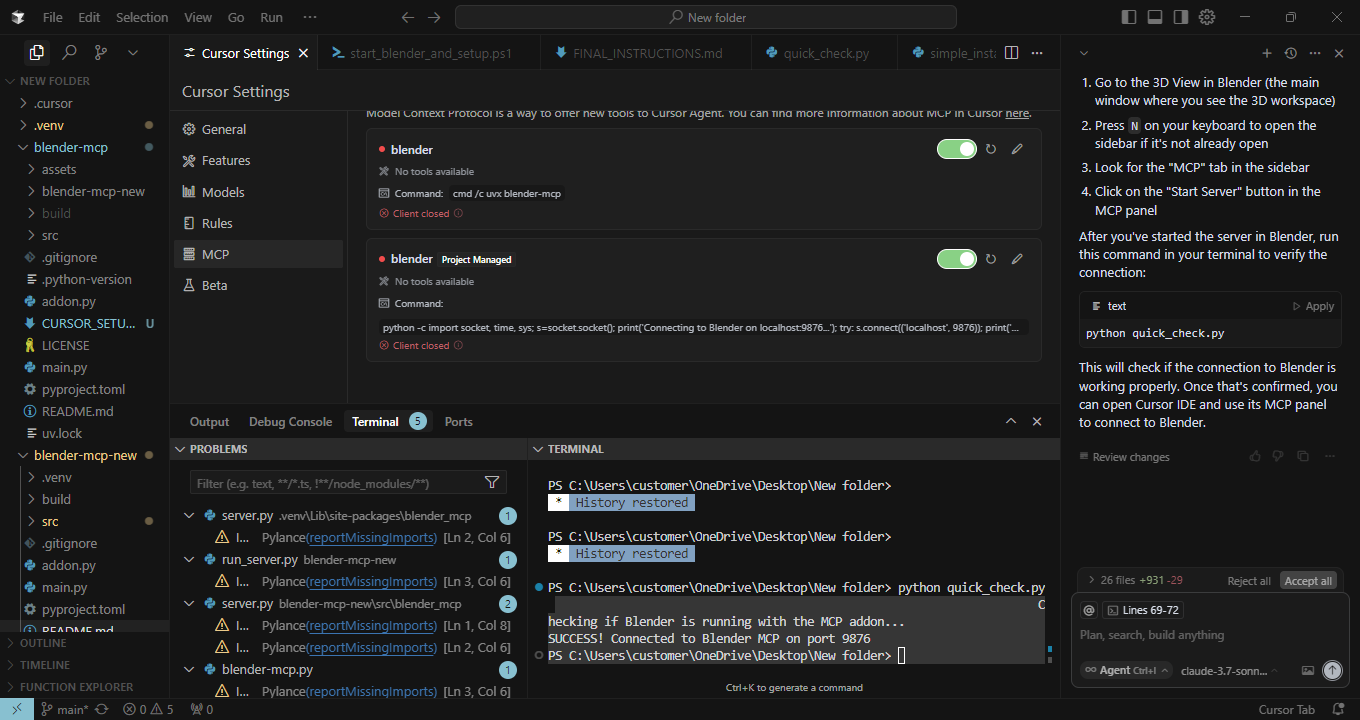 File Edit Selection View Go Run ···
New folder
Cursor Settings
start_blender_and_setup.ps1
FINAL_INSTRUCTIONS.md
quick_check.py
simple_insta
NEW FOLDER
.cursor
.venv
blender-mcp
assets
blender-mcp-new
build
src
.gitignore
.python-version
addon.py
CURSOR_SETU... U
LICENSE
main.py
pyproject.toml
README.md
uv.lock
blender-mcp-new
.venv
build
src
.gitignore
addon.py
main.py
pyproject.toml
README.md
OUTLINE
TIMELINE
FUNCTION EXPLORER
Cursor Settings
General
Features
Models
Rules
MCP
Beta
Model Context Protocol is a way to offer new tools to Cursor Agent. You can find more information about MCP in Cursor here.
blender
No tools available
Command: cmd /c uvx blender-mcp
Client closed
blender Project Managed
No tools available
Command:
python -c import socket, time, sys; s=socket.socket(); print('Connecting to Blender on localhost:9876...'); try: s.connect(('localhost', 9876)); print('...
Client closed
Output Debug Console Terminal 5 Ports
PROBLEMS
Filter (e.g. text, **/*.ts, !**/node_modules/**)
server.py .venv\Lib\site-packages\blender_mcp 1
I... Pylance(reportMissingImports) [Ln 2, Col 6]
run_server.py blender-mcp-new 1
I... Pylance(reportMissingImports) [Ln 3, Col 6]
server.py blender-mcp-new\src\blender_mcp 2
I... Pylance(reportMissingImports) [Ln 1, Col 8]
I... Pylance(reportMissingImports) [Ln 2, Col 6]
blender-mcp.py 1
I... Pylance(reportMissingImports) [Ln 3, Col 6]
TERMINAL
PS C:\Users\customer\OneDrive\Desktop\New folder>
* History restored
PS C:\Users\customer\OneDrive\Desktop\New folder>
* History restored
PS C:\Users\customer\OneDrive\Desktop\New folder> python quick_check.py
C
hecking if Blender is running with the MCP addon...
SUCCESS! Connected to Blender MCP on port 9876
PS C:\Users\customer\OneDrive\Desktop\New folder>
Ctrl+K to generate a command
1. Go to the 3D View in Blender (the main
window where you see the 3D workspace)
2. Press N on your keyboard to open the
sidebar if it's not already open
3. Look for the "MCP" tab in the sidebar
4. Click on the "Start Server" button in the
MCP panel
After you've started the server in Blender, run
this command in your terminal to verify the
connection:
text Apply
python quick_check.py
This will check if the connection to Blender is
working properly. Once that's confirmed, you
can open Cursor IDE and use its MCP panel
to connect to Blender.
Review changes
26 files +931 -29 Reject all Accept all
@ Lines 69-72
Plan, search, build anything
Agent Ctrl+I claude-3.7-sonn...
main* 0 5 0
Cursor Tab